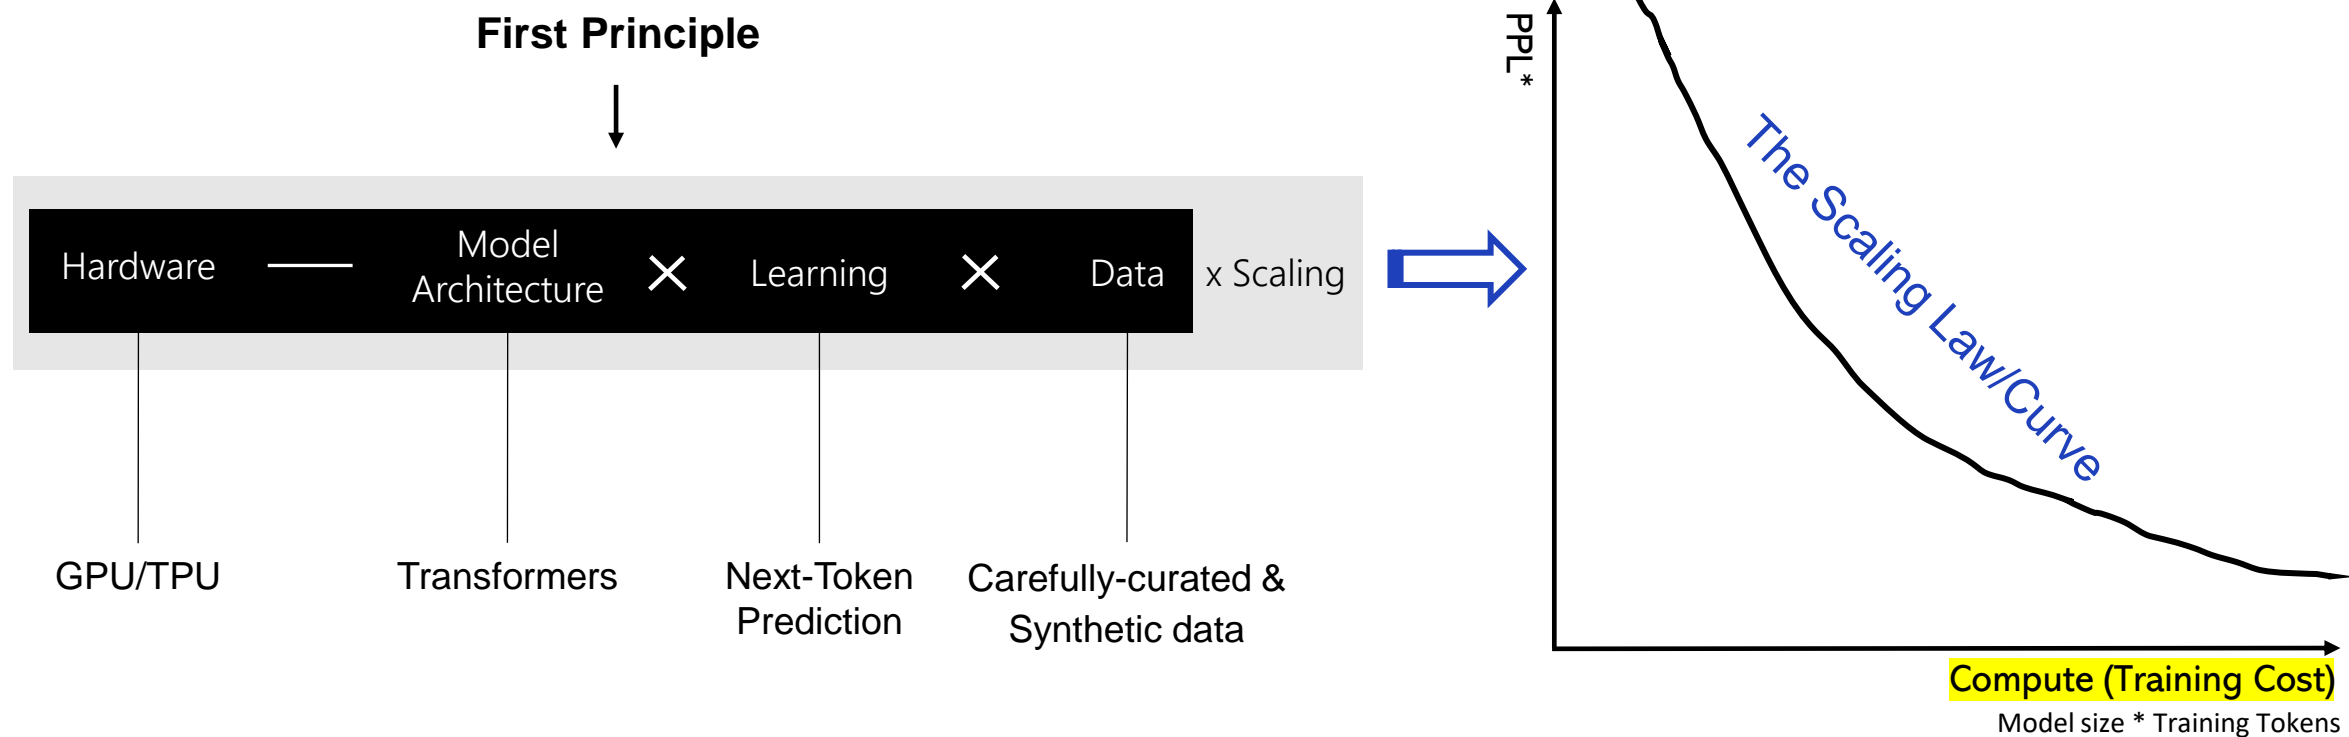 First Principle
Hardware — Model Architecture × Learning × Data x Scaling
GPU/TPU
Transformers
Next-Token
Prediction
Carefully-curated &
Synthetic data
PPL*
The Scaling Law/Curve
Compute (Training Cost)
Model size * Training Tokens